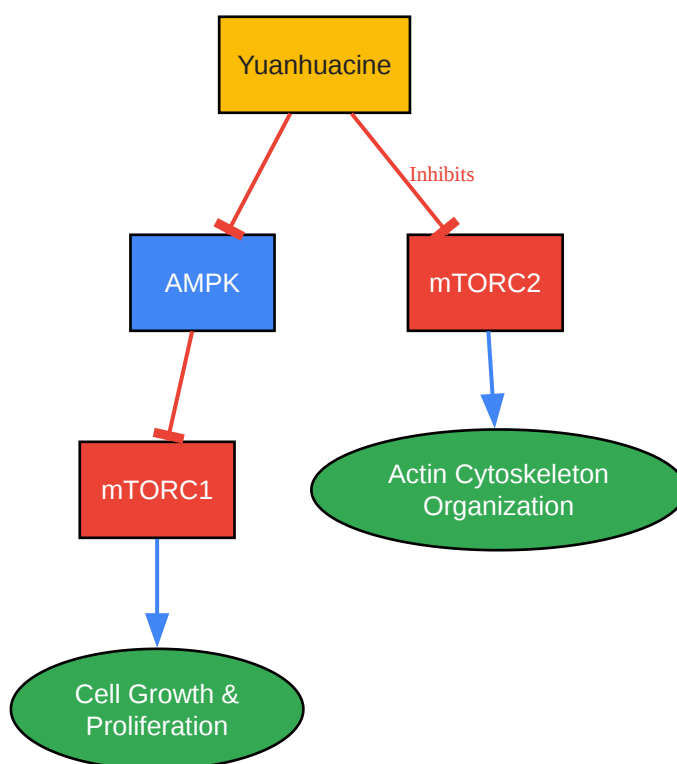 Yuanhuacine
Inhibits
AMPK
mTORC2
Actin Cytoskeleton
Organization
mTORC1
Cell Growth &
Proliferation